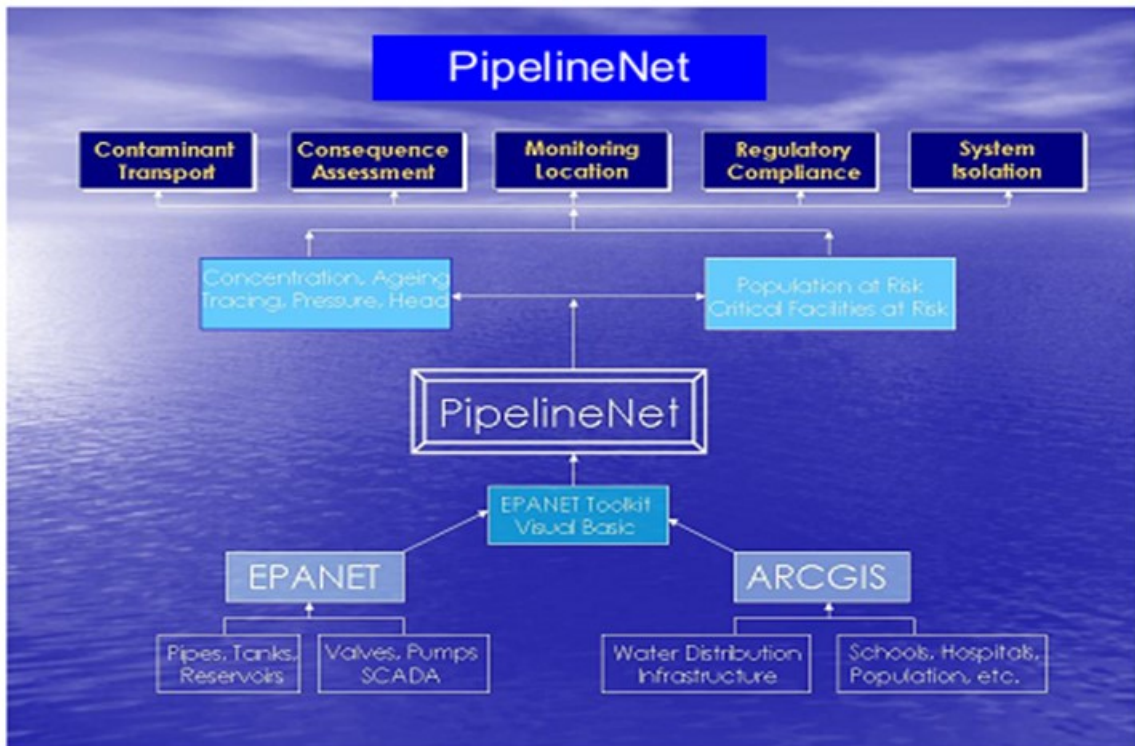 PipelineNet
Contaminant
Transport
Consequence
Assessment
Monitoring
Location
Regulatory
Compliance
System
Isolation
Concentration, Ageing
Tracing, Pressure, Head
Population at Risk
Critical Facilities at Risk
PipelineNet
EPANET Toolkit
Visual Basic
EPANET
ARCGIS
Pipes, Tanks,
Reservoirs
Valves, Pumps
SCADA
Water Distribution
Infrastructure
Schools, Hospitals,
Population, etc.